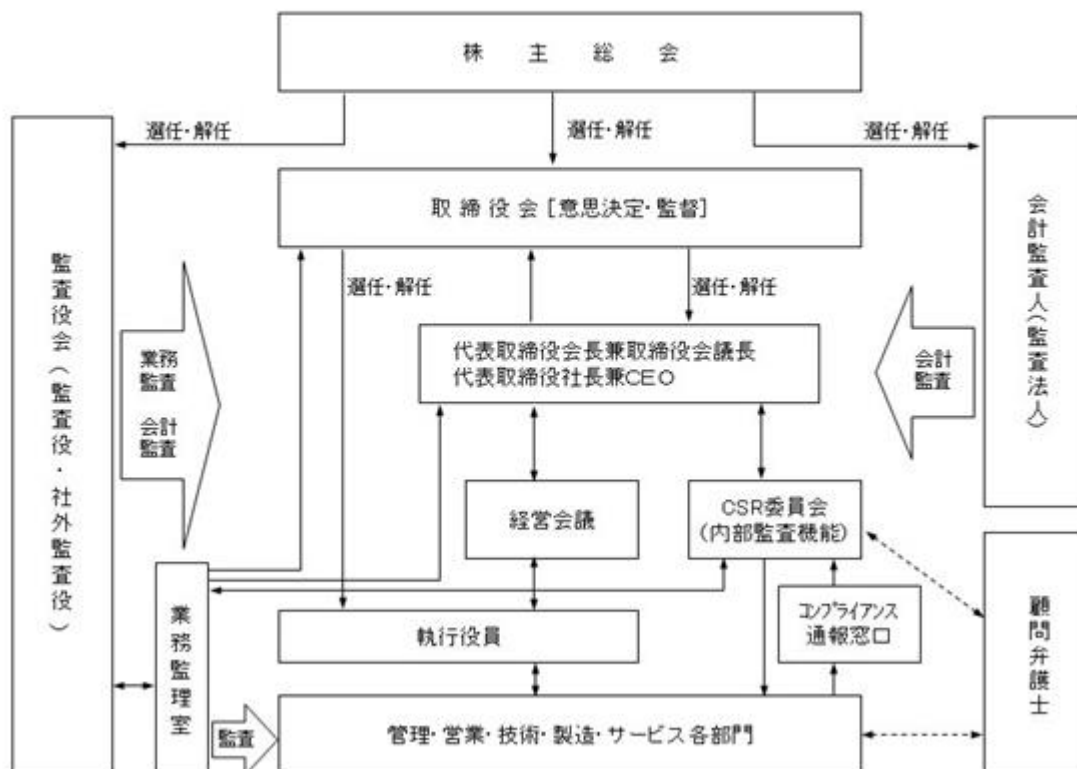 株主総会
選任・解任
選任・解任
選任・解任
取締役会［意思決定・監督］
監査役会（監査役・社外監査役）
会計監査人（監査法人）
選任・解任
代表取締役会長兼取締役会議長
代表取締役社長兼CEO
業務
監査
会計
監査
会計
監査
経営会議
CSR委員会
（内部監査機能）
業務監理室
執行役員
コンプライアンス
通報窓口
顧問弁護士
監査
管理・営業・技術・製造・サービス各部門